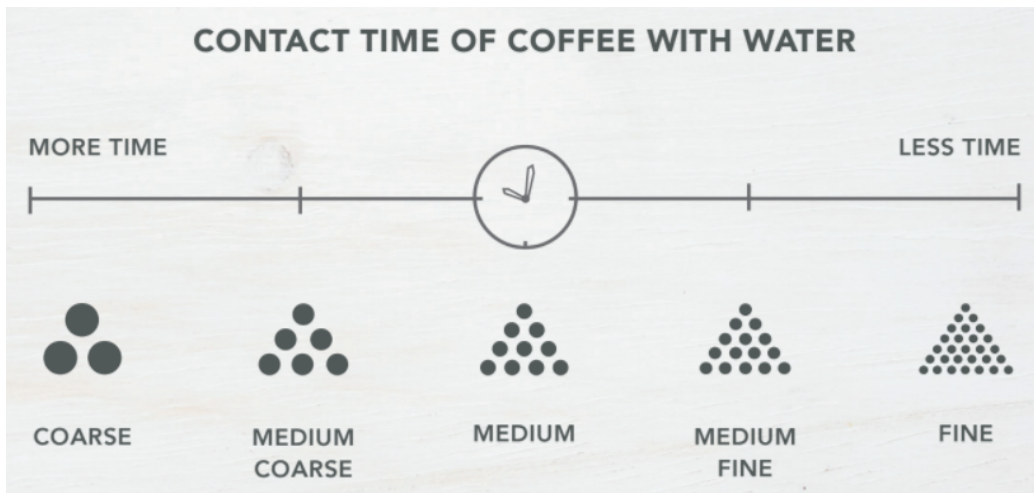 CONTACT TIME OF COFFEE WITH WATER
MORE TIME
LESS TIME
COARSE
MEDIUM
COARSE
MEDIUM
MEDIUM
FINE
FINE